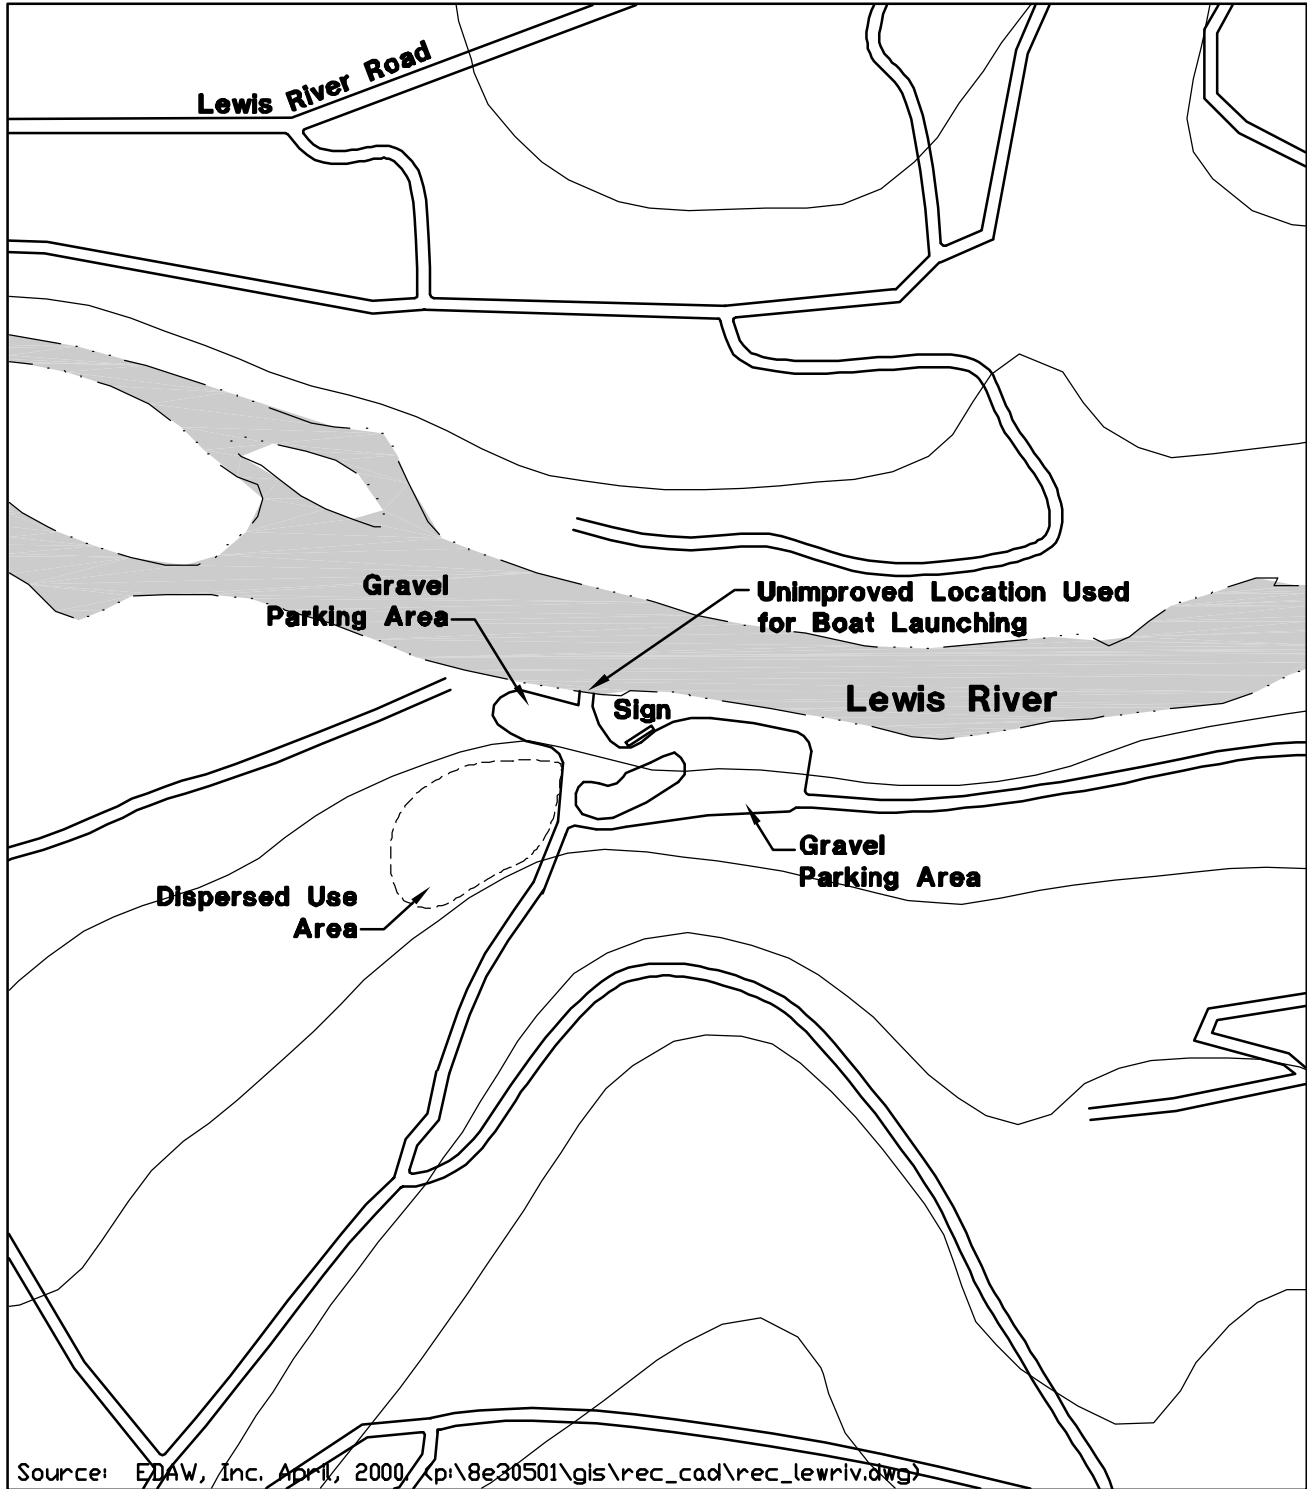 Lewis River Road
Gravel
Parking Area
Unimproved Location Used
for Boat Launching
Lewis River
Sign
Gravel
Parking Area
Dispersed Use
Area
Source: EDAW, Inc. April, 2000. (p:\8e30501\gis\rec_cad\rec_lewriv.dwg)